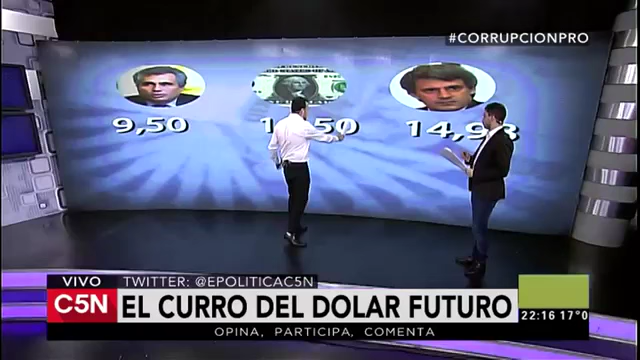 #CORRUPCIONPRO
9,50
14,98
VIVO
TWITTER: @EPOLITICAC5N
C5N
EL CURRO DEL DOLAR FUTURO
22:16 17°0
OPINA, PARTICIPA, COMENTA